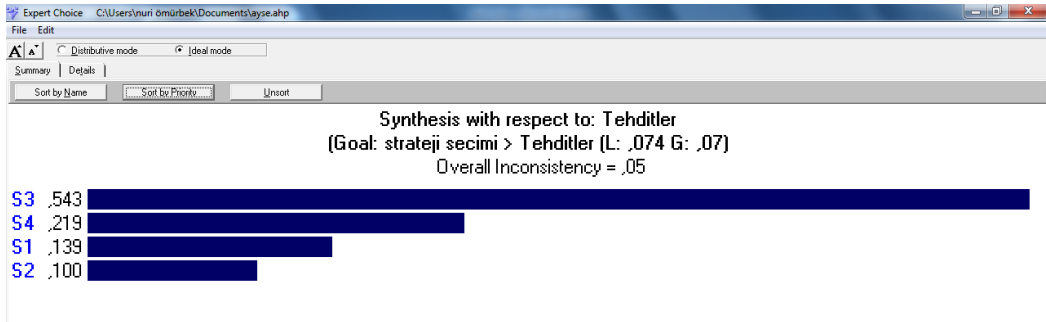 Expert Choice C:\Users\nuri ömürbek\Documents\ayse.ahp
File Edit
A A Distributive mode Ideal mode
Summary Details
Sort by Name Sort by Priority Unsort
Synthesis with respect to: Tehditler
(Goal: strateji secimi > Tehditler (L: ,074 G: ,07)
Overall Inconsistency = ,05
S3 ,543
S4 ,219
S1 ,139
S2 ,100